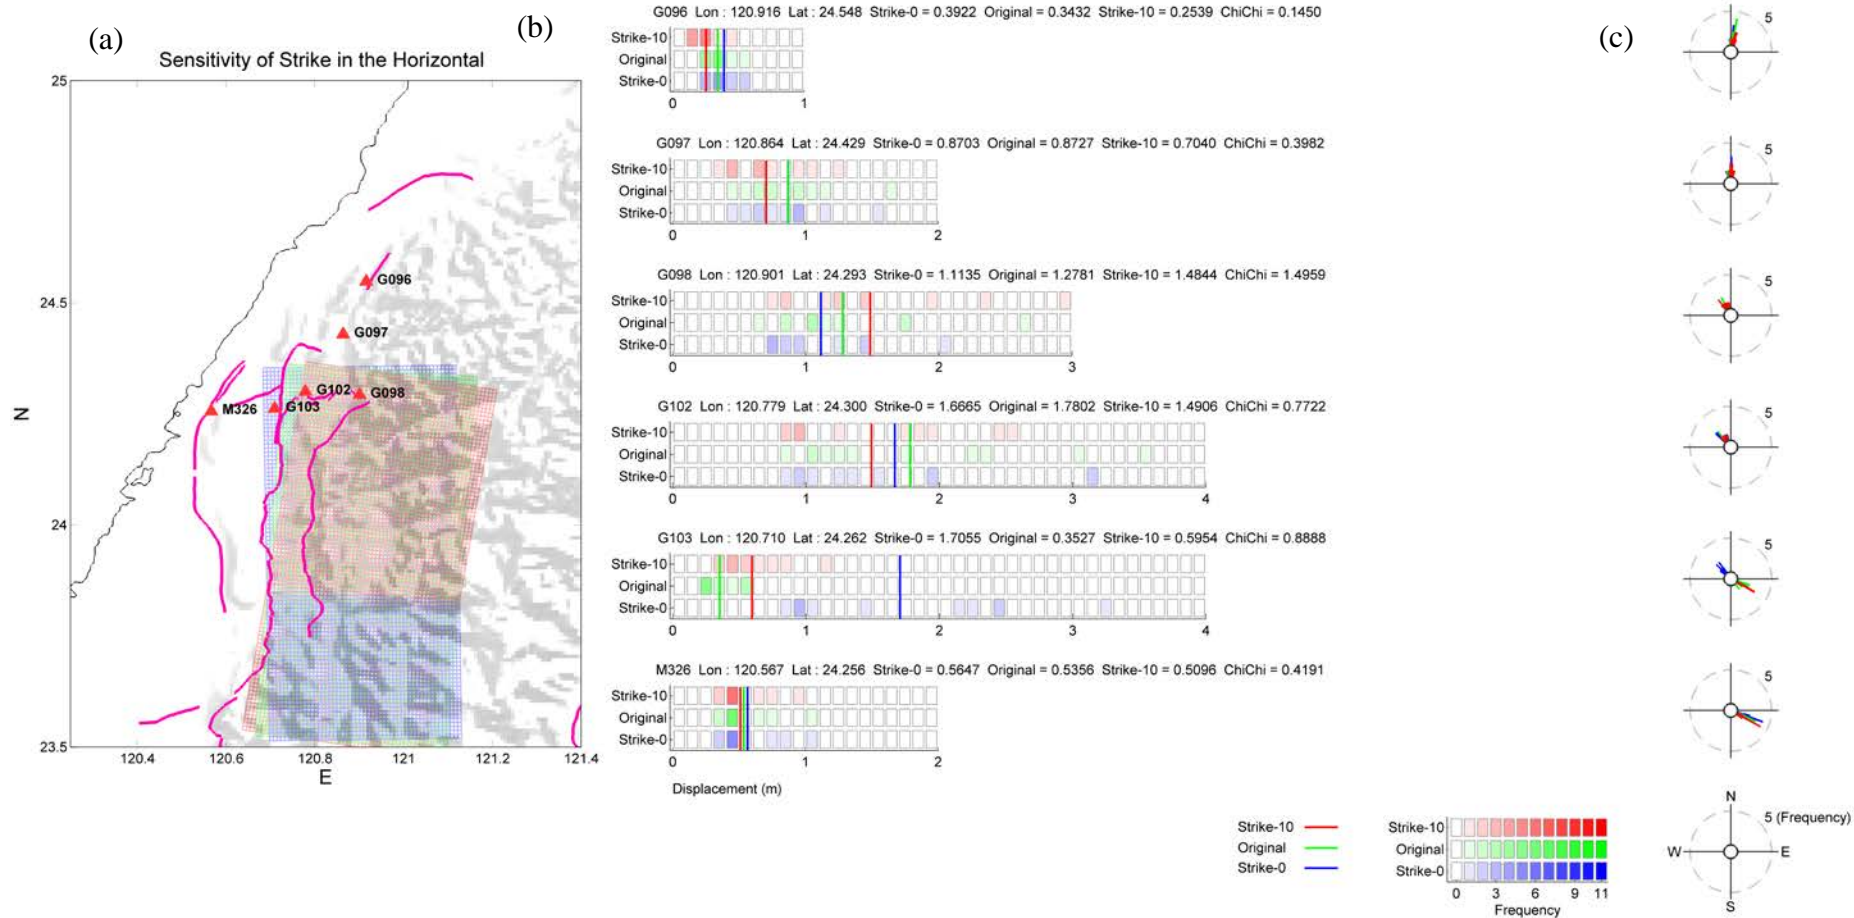 (a)
Sensitivity of Strike in the Horizontal
25
24.5
24
23.5
N
120.4 120.6 120.8 121 121.2 121.4
E
G096
G097
G102
G098
M326
G103
(b)
G096 Lon : 120.916 Lat : 24.548 Strike-0 = 0.3922 Original = 0.3432 Strike-10 = 0.2539 ChiChi = 0.1450
Strike-10
Original
Strike-0
0 1
G097 Lon : 120.864 Lat : 24.429 Strike-0 = 0.8703 Original = 0.8727 Strike-10 = 0.7040 ChiChi = 0.3982
Strike-10
Original
Strike-0
0 1 2
G098 Lon : 120.901 Lat : 24.293 Strike-0 = 1.1135 Original = 1.2781 Strike-10 = 1.4844 ChiChi = 1.4959
Strike-10
Original
Strike-0
0 1 2 3
G102 Lon : 120.779 Lat : 24.300 Strike-0 = 1.6665 Original = 1.7802 Strike-10 = 1.4906 ChiChi = 0.7722
Strike-10
Original
Strike-0
0 1 2 3 4
G103 Lon : 120.710 Lat : 24.262 Strike-0 = 1.7055 Original = 0.3527 Strike-10 = 0.5954 ChiChi = 0.8888
Strike-10
Original
Strike-0
0 1 2 3 4
M326 Lon : 120.567 Lat : 24.256 Strike-0 = 0.5647 Original = 0.5356 Strike-10 = 0.5096 ChiChi = 0.4191
Strike-10
Original
Strike-0
0 1 2
Displacement (m)
Strike-10
Original
Strike-0
Strike-10
Original
Strike-0
0 3 6 9 11
Frequency
(c)
5
5
5
5
5
5
N
5 (Frequency)
W E
S